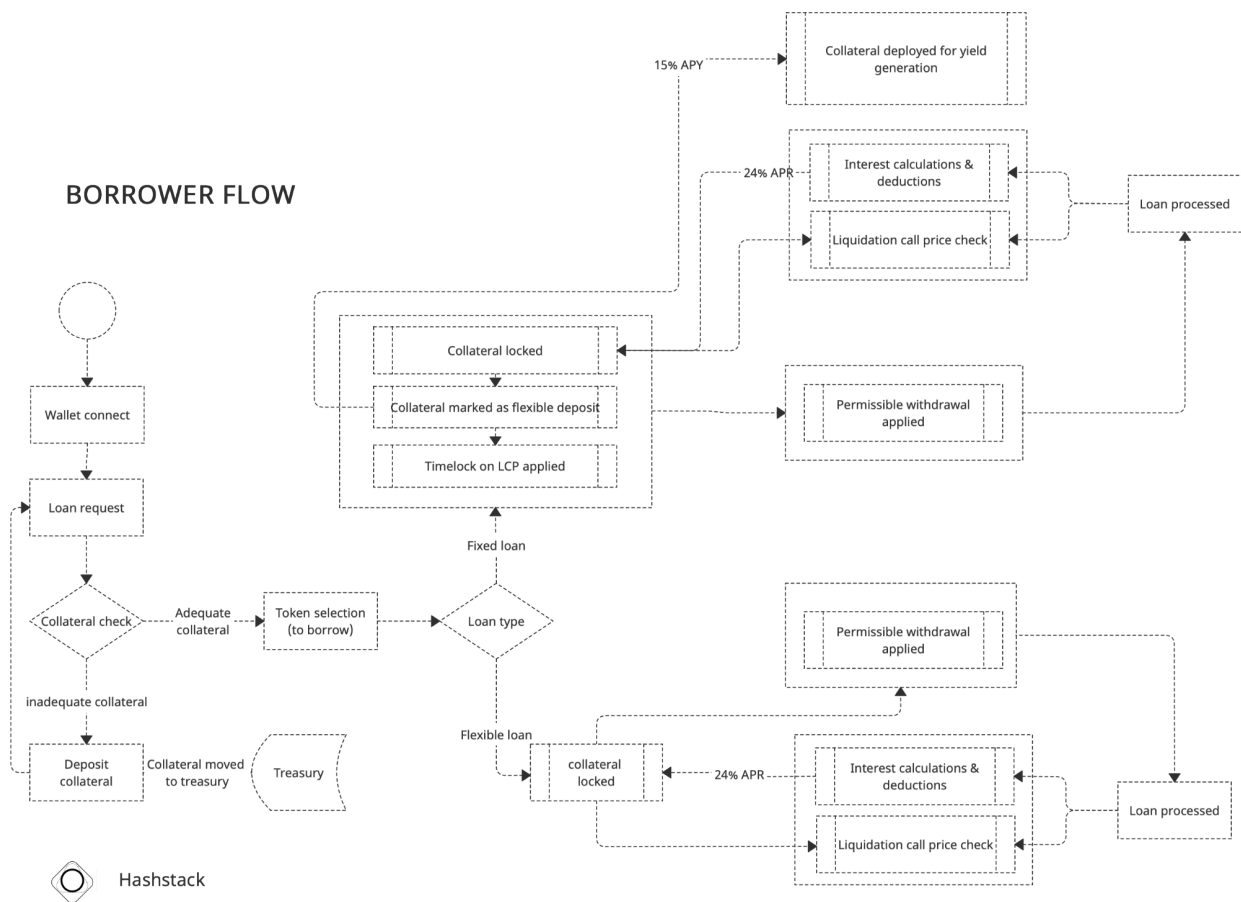 15% APY
Collateral deployed for yield
generation
BORROWER FLOW
24% APR
Interest calculations &
deductions
Loan processed
Liquidation call price check
Collateral locked
Wallet connect
Collateral marked as flexible deposit
Permissible withdrawal
applied
Timelock on LCP applied
Loan request
Fixed loan
Collateral check
Adequate
collateral
Token selection
(to borrow)
Loan type
Permissible withdrawal
applied
inadequate collateral
Flexible loan
Deposit
collateral
Collateral moved
to treasury
Treasury
collateral
locked
24% APR
Interest calculations &
deductions
Loan processed
Liquidation call price check
Hashstack